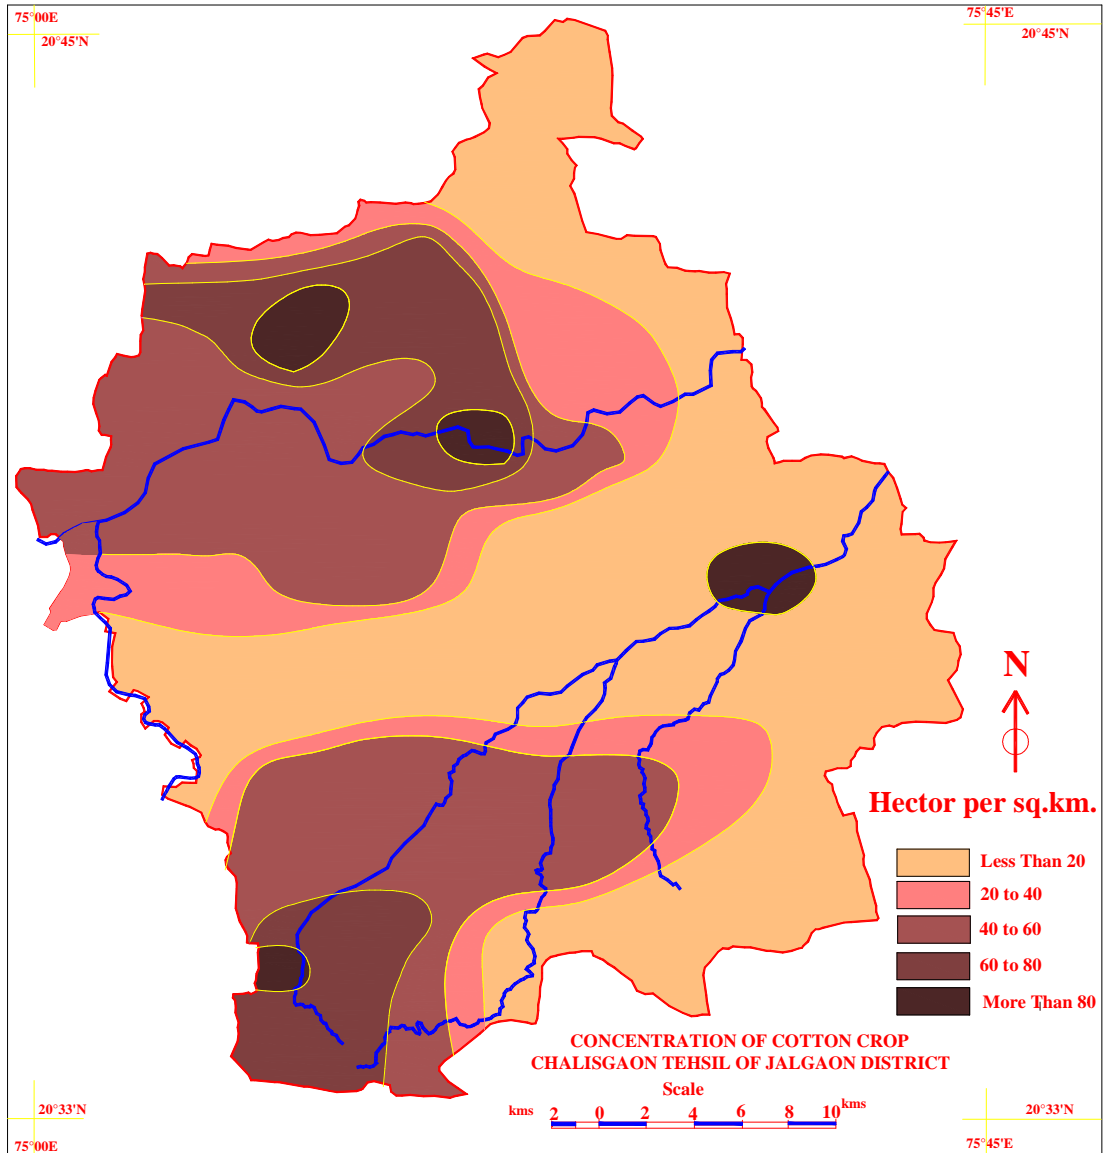 75°00E
20°45'N
75°45'E
20°45'N
N
Hector per sq.km.
Less Than 20
20 to 40
40 to 60
60 to 80
More Than 80
CONCENTRATION OF COTTON CROP
CHALISGAON TEHSIL OF JALGAON DISTRICT
Scale
kms 2 0 2 4 6 8 10 kms
20°33'N
75°00E
20°33'N
75°45'E